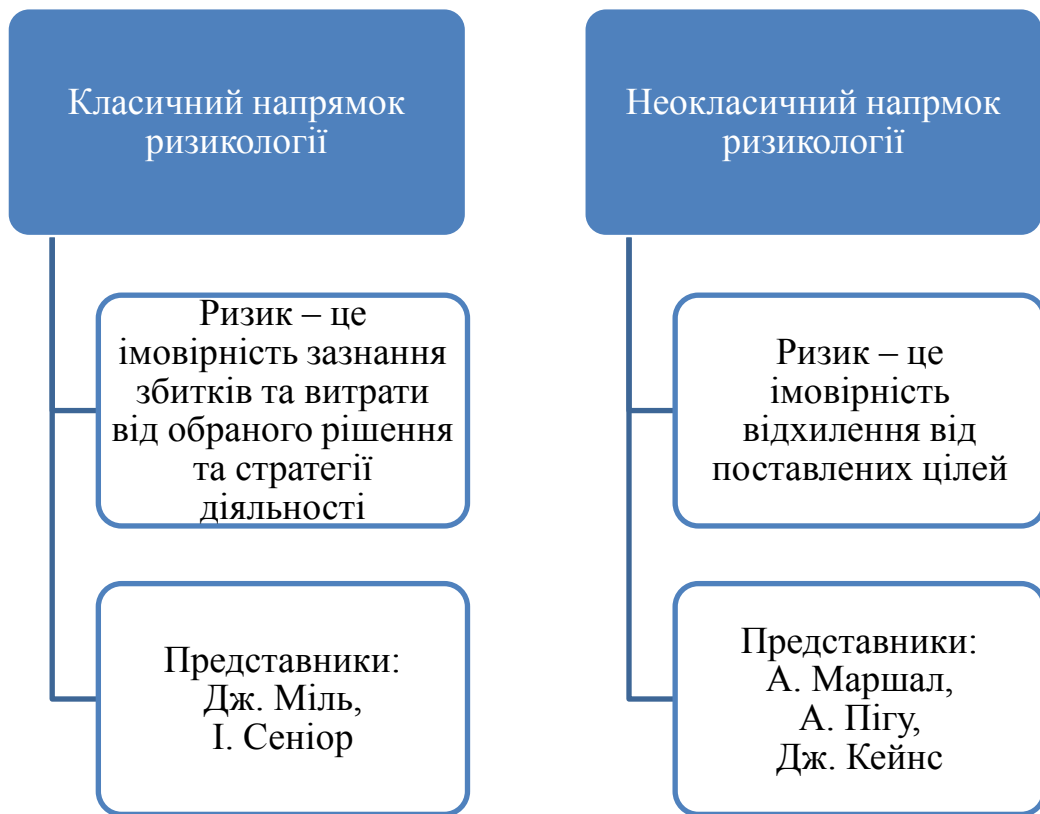 Класичний напрямок
ризикології
Ризик – це
імовірність зазнання
збитків та витрати
від обраного рішення
та стратегії
діяльності
Представники:
Дж. Міль,
І. Сеніор
Неокласичний напрмок
ризикології
Ризик – це
імовірність
відхилення від
поставлених цілей
Представники:
А. Маршал,
А. Пігу,
Дж. Кейнс